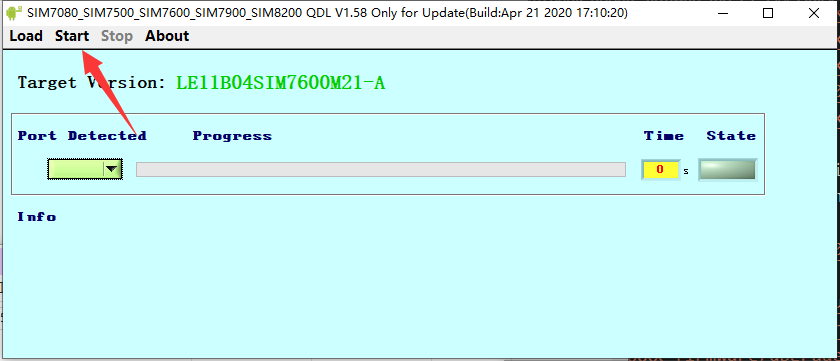 SIM7080_SIM7500_SIM7600_SIM7900_SIM8200 QDL V1.58 Only for Update(Build:Apr 21 2020 17:10:20)
Load Start Stop About
Target Version: LE11B04SIM7600M21-A
Port Detected Progress Time State
0 s
Info